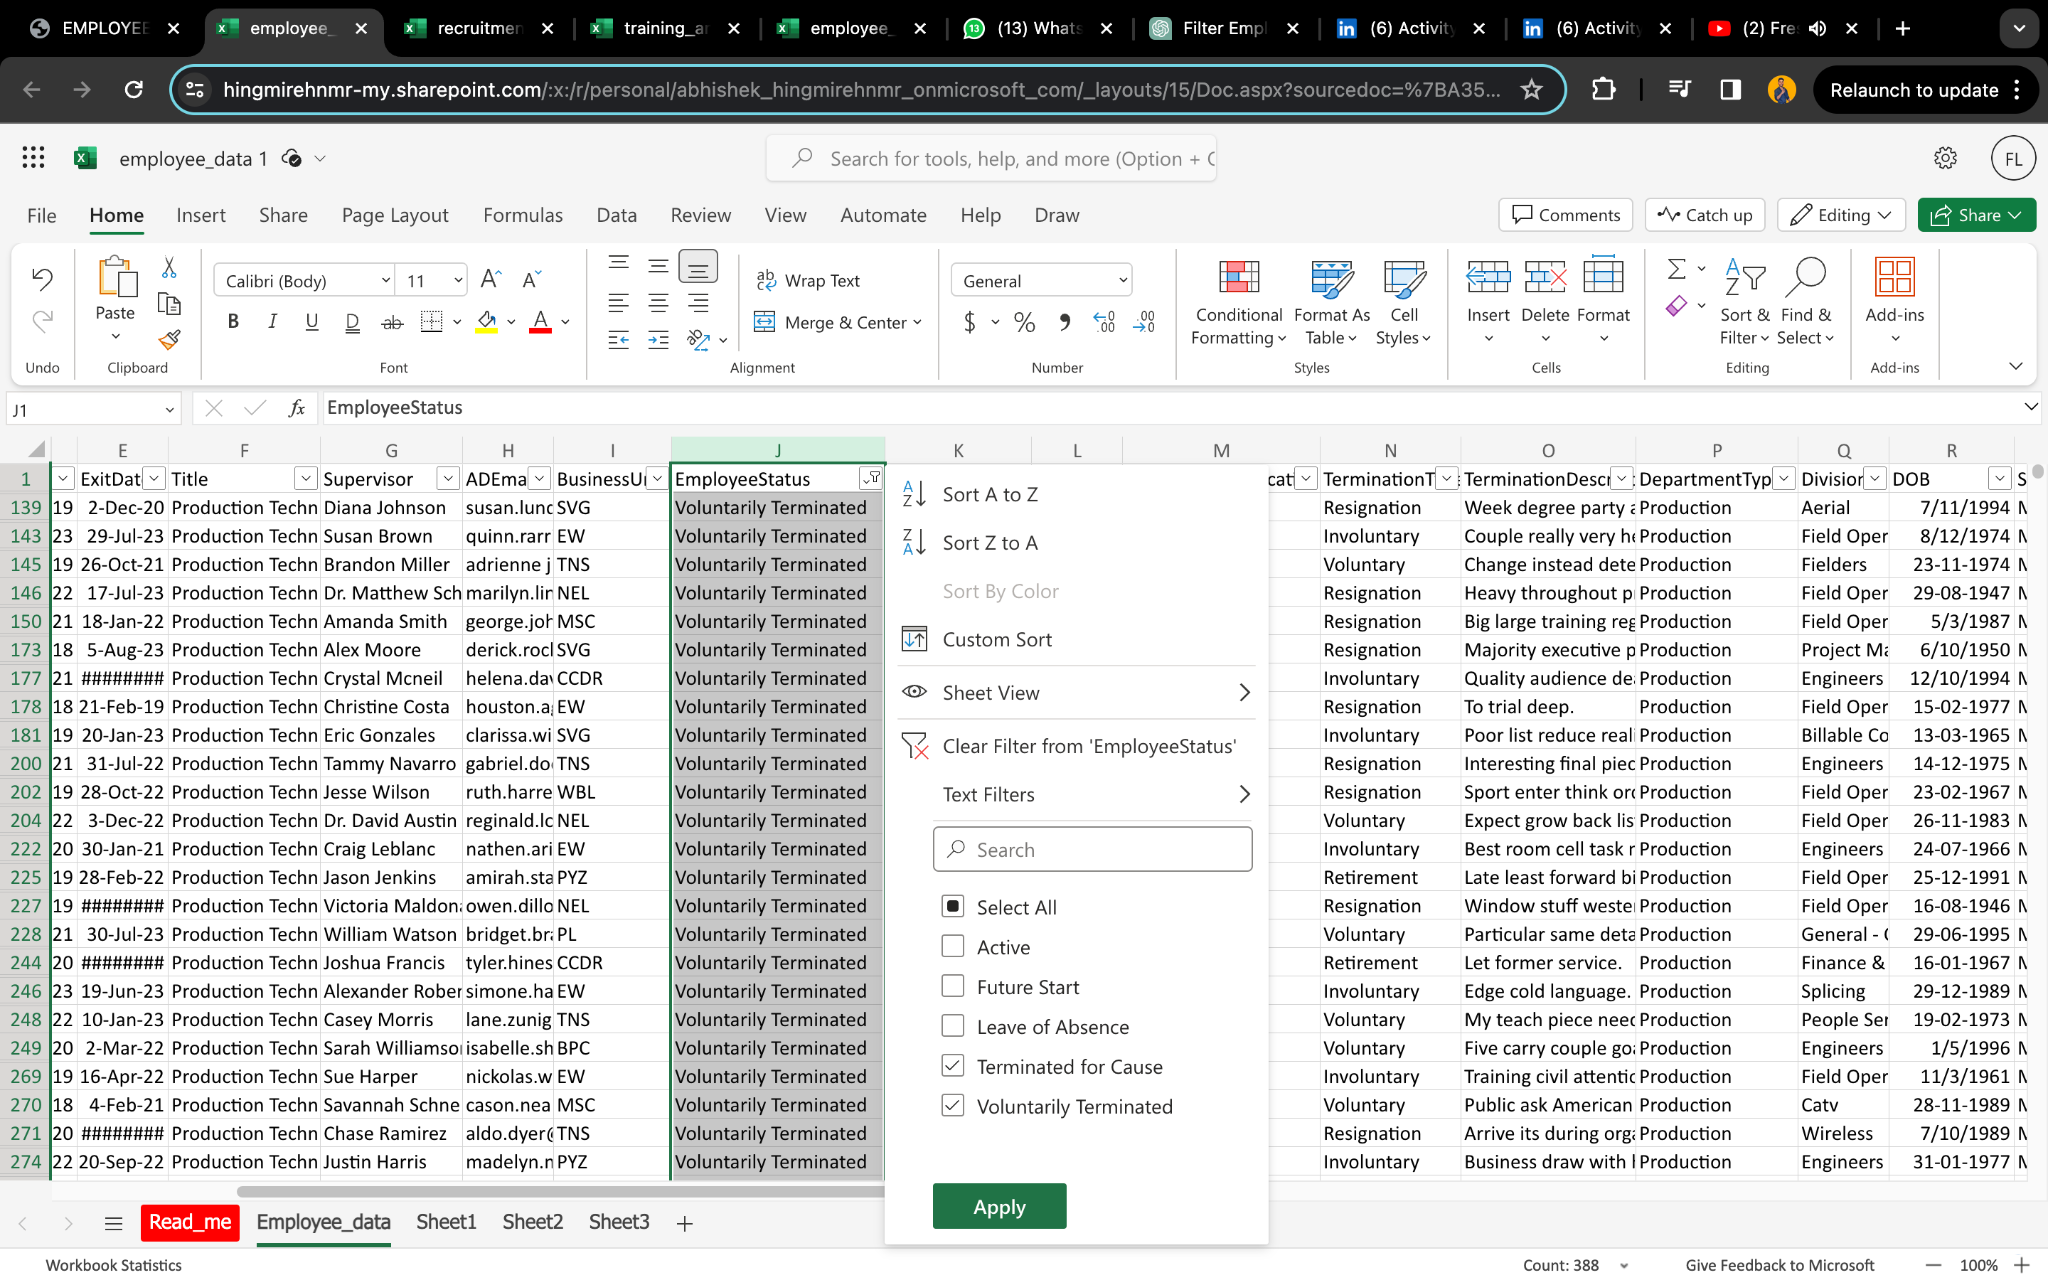 EMPLOYEE
employee_
recruitmen
training_ar
employee_
(13) Whats
Filter Empl
(6) Activity
(6) Activity
(2) Fre
hingmirehnmr-my.sharepoint.com/:x:/r/personal/abhishek_hingmirehnmr_onmicrosoft_com/_layouts/15/Doc.aspx?sourcedoc=%7BA35...
Relaunch to update
employee_data 1
Search for tools, help, and more (Option +
FL
File Home Insert Share Page Layout Formulas Data Review View Automate Help Draw
Comments Catch up Editing Share
Paste
Calibri (Body) 11
Wrap Text
Merge & Center
General
Conditional Formatting
Format As Table
Cell Styles
Insert Delete Format
Sort & Filter
Find & Select
Add-ins
Undo Clipboard Font Alignment Number Styles Cells Editing Add-ins
J1 fx EmployeeStatus
E F G H I J K L M N O P Q R
1 ExitDat Title Supervisor ADEma BusinessU EmployeeStatus cat TerminationT TerminationDescr DepartmentTyp Division DOB
139 19 2-Dec-20 Production Techn Diana Johnson susan.lund SVG Voluntarily Terminated Resignation Week degree party a Production Aerial 7/11/1994
143 23 29-Jul-23 Production Techn Susan Brown quinn.rarr EW Voluntarily Terminated Involuntary Couple really very he Production Field Oper 8/12/1974
145 19 26-Oct-21 Production Techn Brandon Miller adrienne j TNS Voluntarily Terminated Voluntary Change instead dete Production Fielders 23-11-1974
146 22 17-Jul-23 Production Techn Dr. Matthew Sch marilyn.lin NEL Voluntarily Terminated Resignation Heavy throughout p Production Field Oper 29-08-1947
150 21 18-Jan-22 Production Techn Amanda Smith george.joh MSC Voluntarily Terminated Resignation Big large training reg Production Field Oper 5/3/1987
173 18 5-Aug-23 Production Techn Alex Moore derick.rocl SVG Voluntarily Terminated Resignation Majority executive p Production Project Ma 6/10/1950
177 21 ######## Production Techn Crystal Mcneil helena.dav CCDR Voluntarily Terminated Involuntary Quality audience de Production Engineers 12/10/1994
178 18 21-Feb-19 Production Techn Christine Costa houston.a EW Voluntarily Terminated Resignation To trial deep. Production Field Oper 15-02-1977
181 19 20-Jan-23 Production Techn Eric Gonzales clarissa.wi SVG Voluntarily Terminated Involuntary Poor list reduce reali Production Billable Co 13-03-1965
200 21 31-Jul-22 Production Techn Tammy Navarro gabriel.do TNS Voluntarily Terminated Resignation Interesting final piec Production Engineers 14-12-1975
202 19 28-Oct-22 Production Techn Jesse Wilson ruth.harre WBL Voluntarily Terminated Resignation Sport enter think ord Production Field Oper 23-02-1967
204 22 3-Dec-22 Production Techn Dr. David Austin reginald.lc NEL Voluntarily Terminated Voluntary Expect grow back lis Production Field Oper 26-11-1983
222 20 30-Jan-21 Production Techn Craig Leblanc nathen.ari EW Voluntarily Terminated Involuntary Best room cell task r Production Engineers 24-07-1966
225 19 28-Feb-22 Production Techn Jason Jenkins amirah.sta PYZ Voluntarily Terminated Retirement Late least forward bi Production Field Oper 25-12-1991
227 19 ######## Production Techn Victoria Maldona owen.dillo NEL Voluntarily Terminated Resignation Window stuff weste Production Field Oper 16-08-1946
228 21 30-Jul-23 Production Techn William Watson bridget.bra PL Voluntarily Terminated Voluntary Particular same deta Production General - 29-06-1995
244 20 ######## Production Techn Joshua Francis tyler.hines CCDR Voluntarily Terminated Retirement Let former service. Production Finance & 16-01-1967
246 23 19-Jun-23 Production Techn Alexander Rober simone.ha EW Voluntarily Terminated Involuntary Edge cold language. Production Splicing 29-12-1989
248 22 10-Jan-23 Production Techn Casey Morris lane.zunig TNS Voluntarily Terminated Voluntary My teach piece need Production People Ser 19-02-1973
249 20 2-Mar-22 Production Techn Sarah Williamso isabelle.sh BPC Voluntarily Terminated Voluntary Five carry couple goa Production Engineers 1/5/1996
269 19 16-Apr-22 Production Techn Sue Harper nickolas.w EW Voluntarily Terminated Involuntary Training civil attentic Production Field Oper 11/3/1961
270 18 4-Feb-21 Production Techn Savannah Schne cason.nea MSC Voluntarily Terminated Voluntary Public ask American Production Catv 28-11-1989
271 20 ######## Production Techn Chase Ramirez aldo.dyer@ TNS Voluntarily Terminated Resignation Arrive its during orga Production Wireless 7/10/1989
274 22 20-Sep-22 Production Techn Justin Harris madelyn.n PYZ Voluntarily Terminated Involuntary Business draw with Production Engineers 31-01-1977
Sort A to Z
Sort Z to A
Sort By Color
Custom Sort
Sheet View
Clear Filter from 'EmployeeStatus'
Text Filters
Search
Select All
Active
Future Start
Leave of Absence
Terminated for Cause
Voluntarily Terminated
Apply
Read_me Employee_data Sheet1 Sheet2 Sheet3
Workbook Statistics Count: 388 Give Feedback to Microsoft 100%